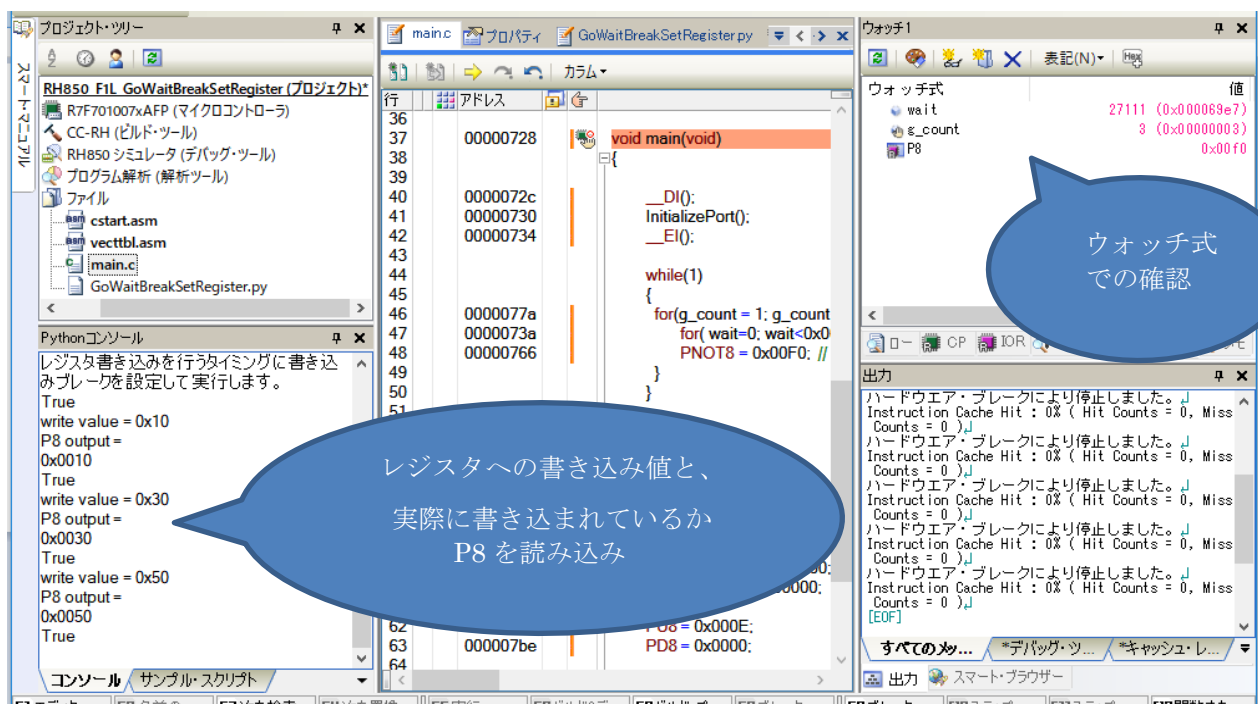 スマート・マニュアル
プロジェクト・ツリー
RH850_F1L_GoWaitBreakSetRegister (プロジェクト)*
R7F701007xAFP (マイクロコントローラ)
CC-RH (ビルド・ツール)
RH850 シミュレータ (デバッグ・ツール)
プログラム解析 (解析ツール)
ファイル
cstart.asm
vecttbl.asm
main.c
GoWaitBreakSetRegister.py
Pythonコンソール
レジスタ書き込みを行うタイミングに書き込
みブレークを設定して実行します。
True
write value = 0x10
P8 output =
0x0010
True
write value = 0x30
P8 output =
0x0030
True
write value = 0x50
P8 output =
0x0050
True
コンソール サンプル・スクリプト
main.c プロパティ GoWaitBreakSetRegister.py
カラム
行 アドレス
36
37 00000728 void main(void)
38 {
39
40 0000072c __DI();
41 00000730 InitializePort();
42 00000734 __EI();
43
44 while(1)
45 {
46 0000077a for(g_count = 1; g_count
47 0000073a for( wait=0; wait<0x0
48 00000766 PNOT8 = 0x00F0; //
49 }
50 }
51
レジスタへの書き込み値と、
実際に書き込まれているか
P8 を読み込み
62 = 0x000E;
63 000007be PD8 = 0x0000;
64
ウォッチ1
表記(N)
ウォッチ式 値
wait 27111 (0x000069e7)
g_count 3 (0x00000003)
P8 0x00f0
ウォッチ式
での確認
ロー CP IOR
出力
ハードウエア・ブレークにより停止しました。
Instruction Cache Hit : 0% ( Hit Counts = 0, Miss
Counts = 0 )
ハードウエア・ブレークにより停止しました。
Instruction Cache Hit : 0% ( Hit Counts = 0, Miss
Counts = 0 )
ハードウエア・ブレークにより停止しました。
Instruction Cache Hit : 0% ( Hit Counts = 0, Miss
Counts = 0 )
ハードウエア・ブレークにより停止しました。
Instruction Cache Hit : 0% ( Hit Counts = 0, Miss
Counts = 0 )
ハードウエア・ブレークにより停止しました。
Instruction Cache Hit : 0% ( Hit Counts = 0, Miss
Counts = 0 )
[EOF]
すべてのメッ... *デバッグ・ツ... *キャッシュ・レ...
出力 スマート・ブラウザー